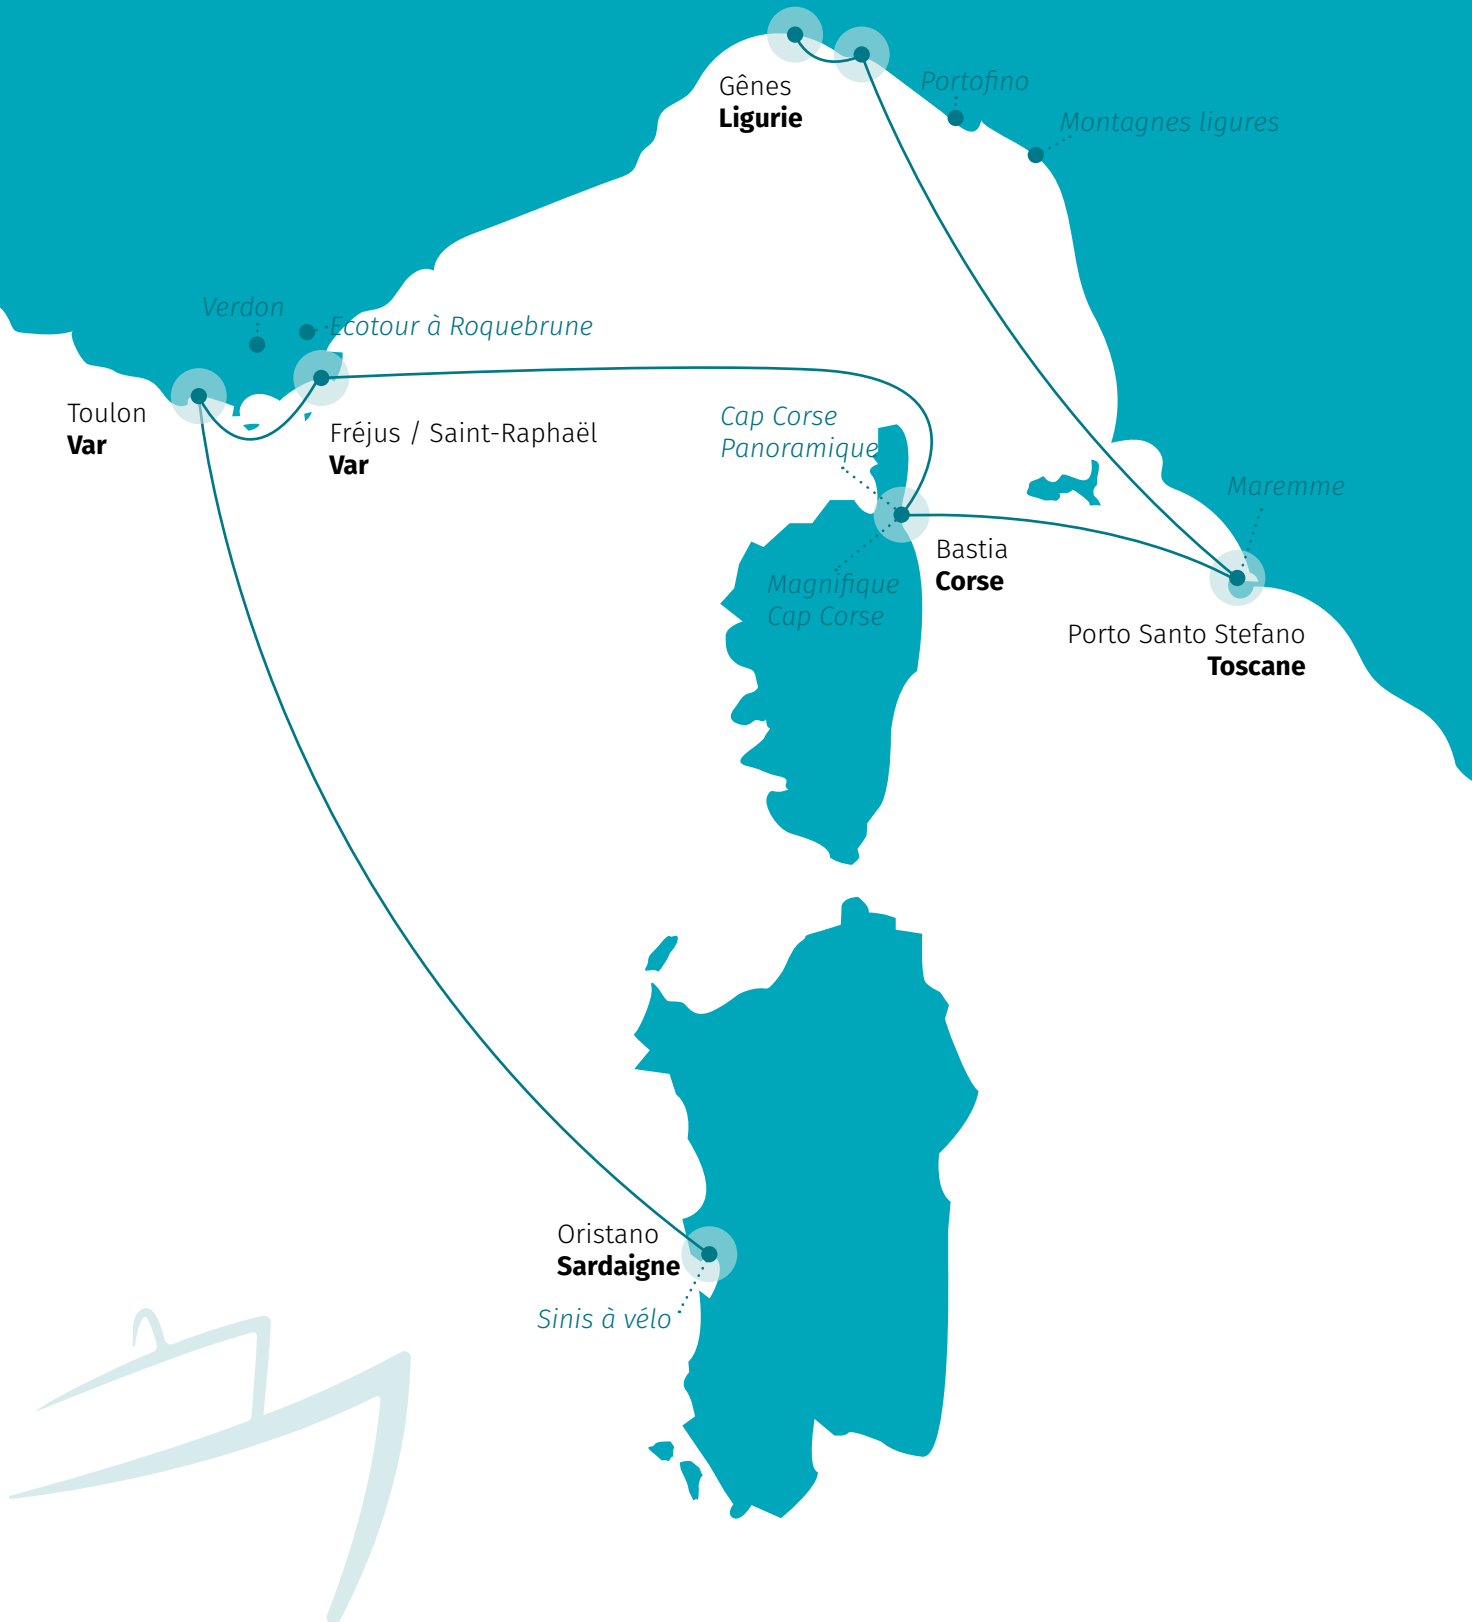 Gênes
Ligurie
Portofino
Montagnes ligures
Verdon
Ecotour à Roquebrune
Toulon
Var
Fréjus / Saint-Raphaël
Var
Cap Corse
Panoramique
Maremme
Bastia
Corse
Magnifique
Cap Corse
Porto Santo Stefano
Toscane
Oristano
Sardaigne
Sinis à vélo